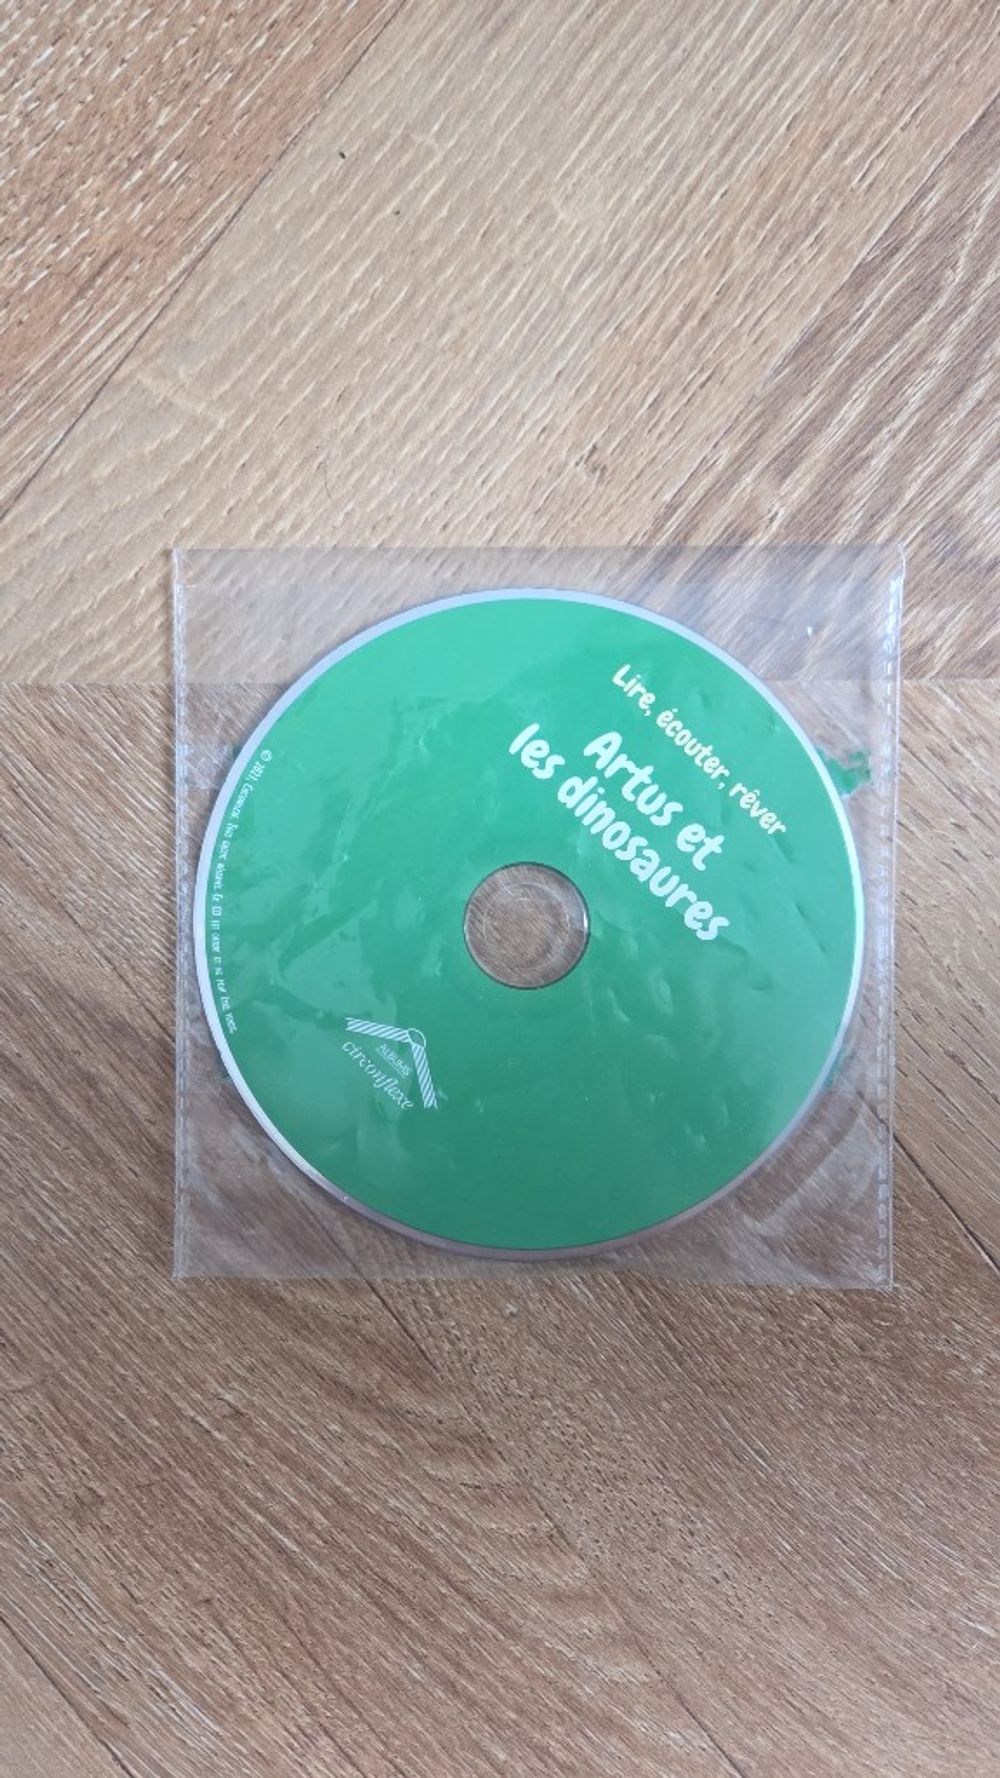 Lire, écouter, rêver
Artus et
les dinosaures
ALBUMS
circonflexe